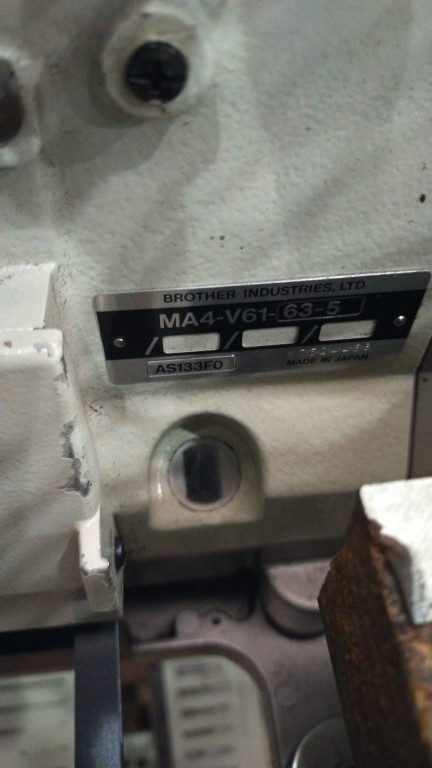 BROTHER INDUSTRIES, LTD.
MA4-V61-63-5
/ / /
AS133F0
MADE IN JAPAN